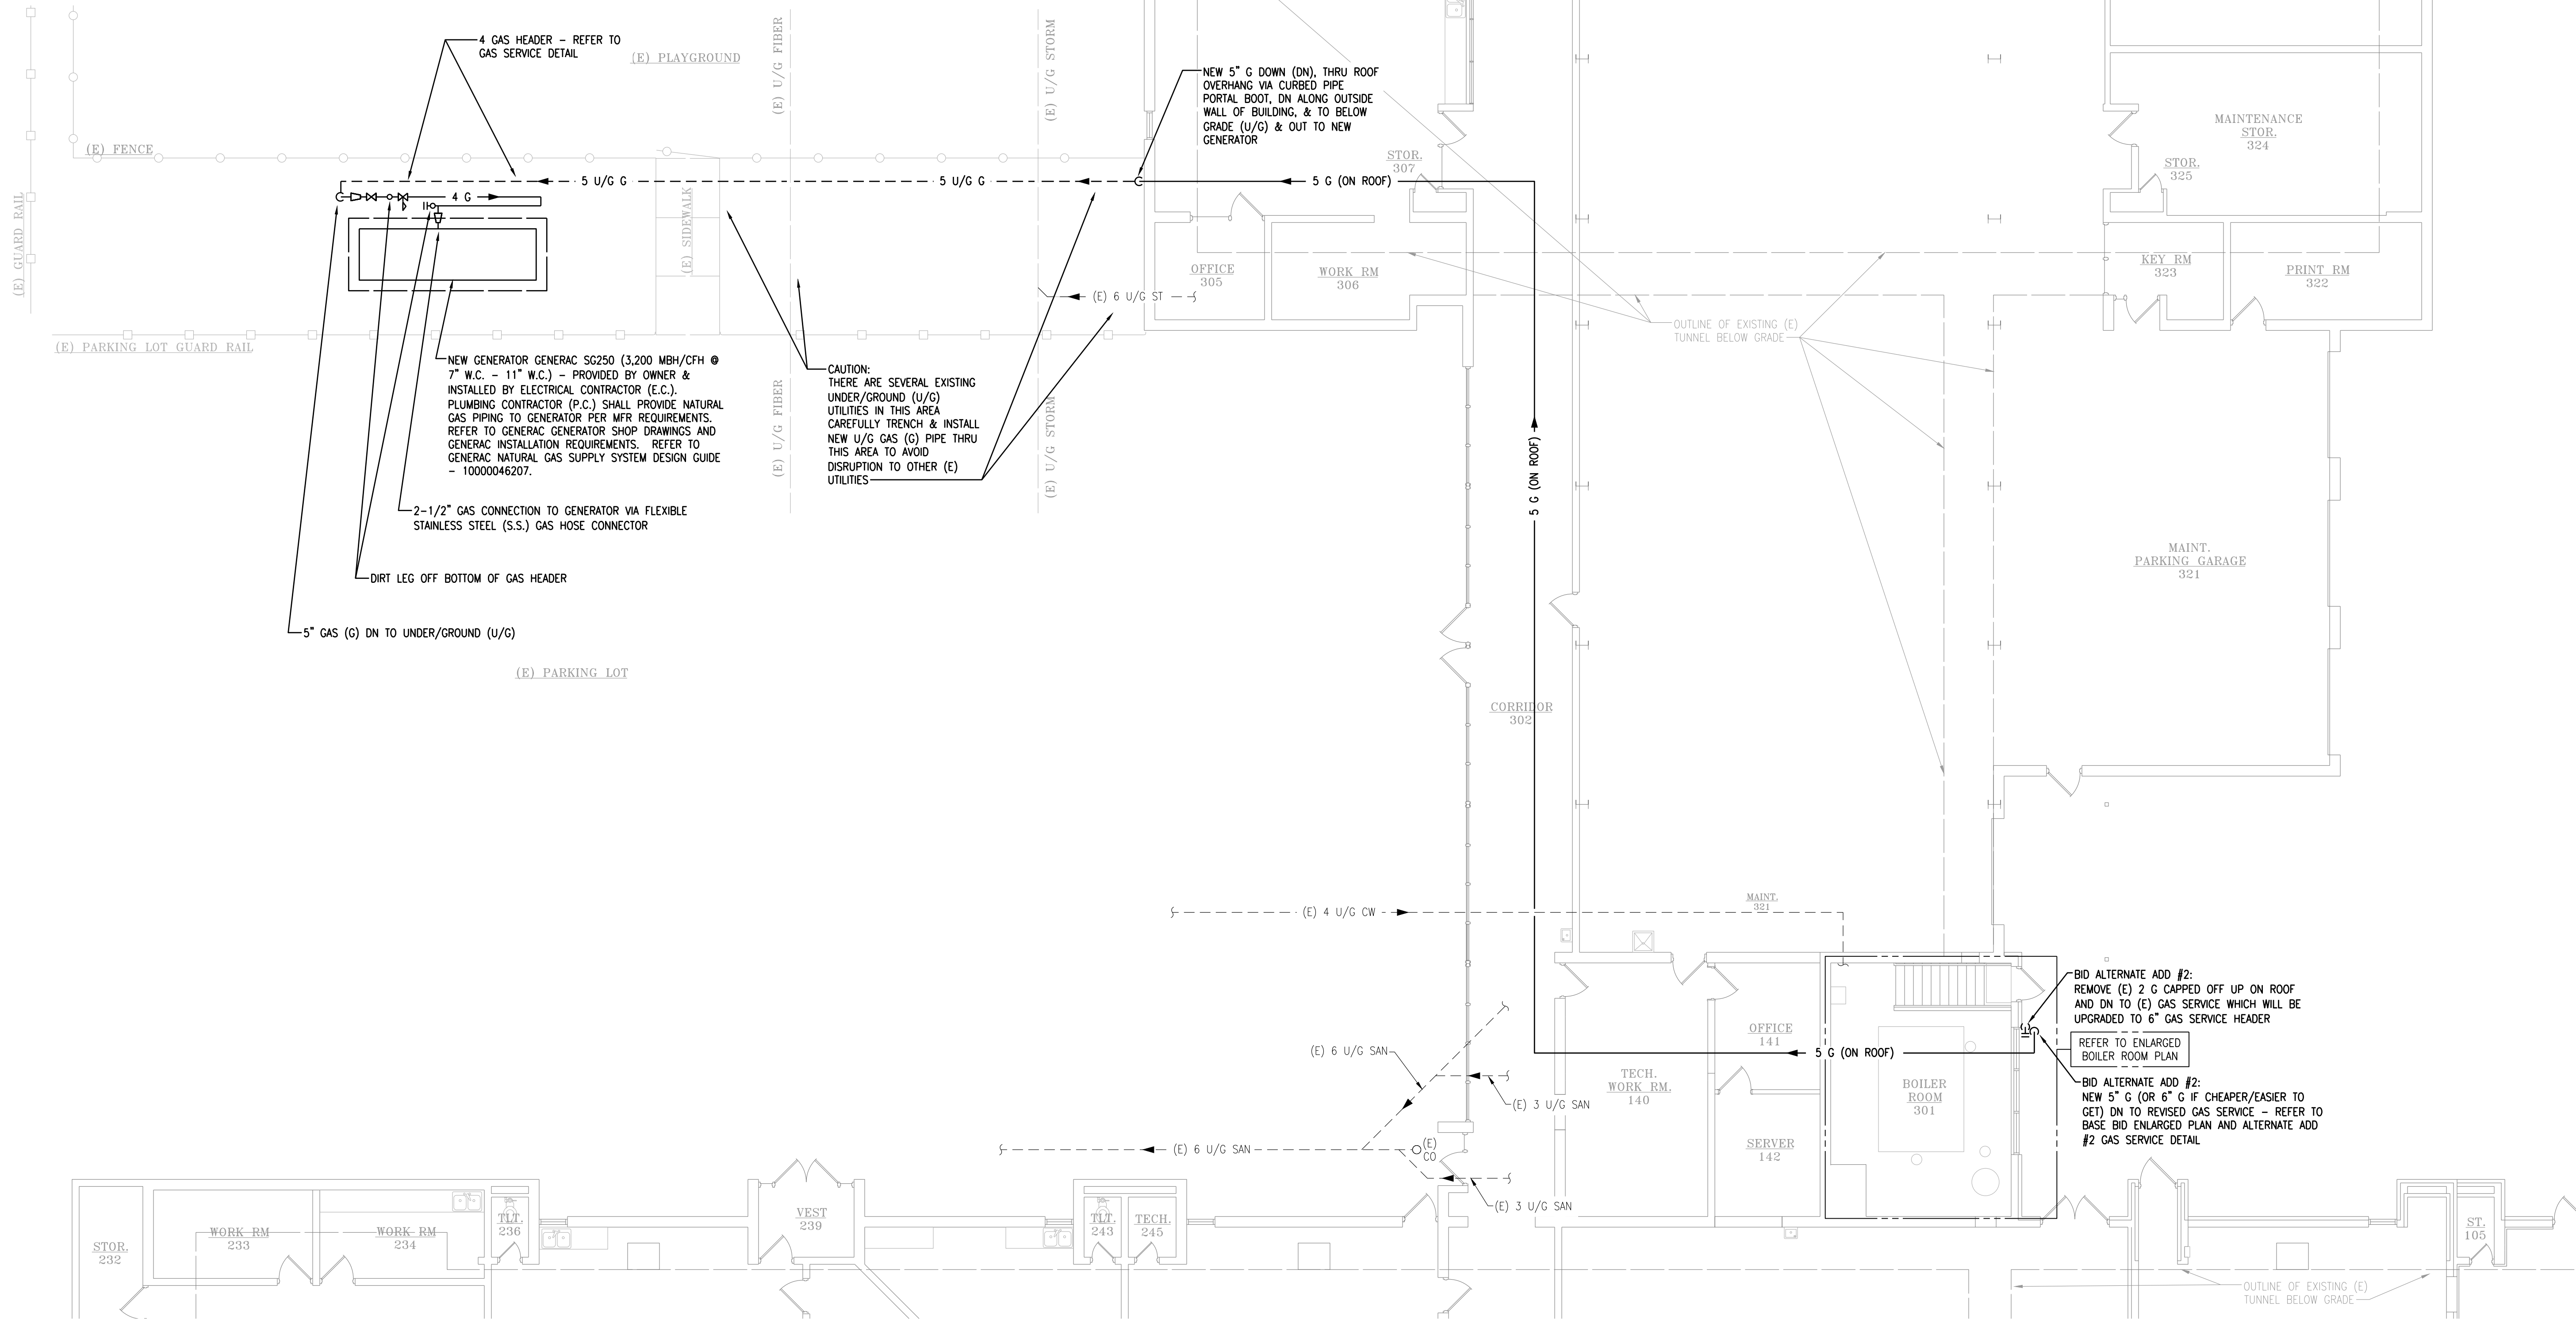 4 GAS HEADER - REFER TO
GAS SERVICE DETAIL
(E) PLAYGROUND
(E) U/G FIBER
(E) U/G STORM
NEW 5" G DOWN (DN), THRU ROOF
OVERHANG VIA CURBED PIPE
PORTAL BOOT, DN ALONG OUTSIDE
WALL OF BUILDING, & TO BELOW
GRADE (U/G) & OUT TO NEW
GENERATOR
MAINTENANCE
STOR.
324
STOR.
325
STOR.
307
(E) FENCE
(E) GUARD RAIL
5 U/G G
5 U/G G
5 G (ON ROOF)
4 G
(E) SIDEWALK
OFFICE
305
WORK RM
306
KEY RM
323
PRINT RM
322
(E) 6 U/G ST
OUTLINE OF EXISTING (E)
TUNNEL BELOW GRADE
(E) PARKING LOT GUARD RAIL
NEW GENERATOR GENERAC SG250 (3,200 MBH/CFH @
7" W.C. - 11" W.C.) - PROVIDED BY OWNER &
INSTALLED BY ELECTRICAL CONTRACTOR (E.C.).
PLUMBING CONTRACTOR (P.C.) SHALL PROVIDE NATURAL
GAS PIPING TO GENERATOR PER MFR REQUIREMENTS.
REFER TO GENERAC GENERATOR SHOP DRAWINGS AND
GENERAC INSTALLATION REQUIREMENTS. REFER TO
GENERAC NATURAL GAS SUPPLY SYSTEM DESIGN GUIDE
- 10000046207.
(E) U/G FIBER
CAUTION:
THERE ARE SEVERAL EXISTING
UNDER/GROUND (U/G)
UTILITIES IN THIS AREA
CAREFULLY TRENCH & INSTALL
NEW U/G GAS (G) PIPE THRU
THIS AREA TO AVOID
DISRUPTION TO OTHER (E)
UTILITIES
(E) U/G STORM
5 G (ON ROOF)
2-1/2" GAS CONNECTION TO GENERATOR VIA FLEXIBLE
STAINLESS STEEL (S.S.) GAS HOSE CONNECTOR
DIRT LEG OFF BOTTOM OF GAS HEADER
MAINT.
PARKING GARAGE
321
5" GAS (G) DN TO UNDER/GROUND (U/G)
(E) PARKING LOT
CORRIDOR
302
MAINT.
321
(E) 4 U/G CW
BID ALTERNATE ADD #2:
REMOVE (E) 2 G CAPPED OFF UP ON ROOF
AND DN TO (E) GAS SERVICE WHICH WILL BE
UPGRADED TO 6" GAS SERVICE HEADER
REFER TO ENLARGED
BOILER ROOM PLAN
BID ALTERNATE ADD #2:
NEW 5" G (OR 6" G IF CHEAPER/EASIER TO
GET) DN TO REVISED GAS SERVICE - REFER TO
BASE BID ENLARGED PLAN AND ALTERNATE ADD
#2 GAS SERVICE DETAIL
OFFICE
141
5 G (ON ROOF)
(E) 6 U/G SAN
TECH.
WORK RM.
140
BOILER
ROOM
301
(E) 3 U/G SAN
SERVER
142
(E) 6 U/G SAN
(E)
CO
(E) 3 U/G SAN
STOR.
232
WORK RM
233
WORK RM
234
TLT.
236
VEST
239
TLT.
243
TECH.
245
ST.
105
OUTLINE OF EXISTING (E)
TUNNEL BELOW GRADE